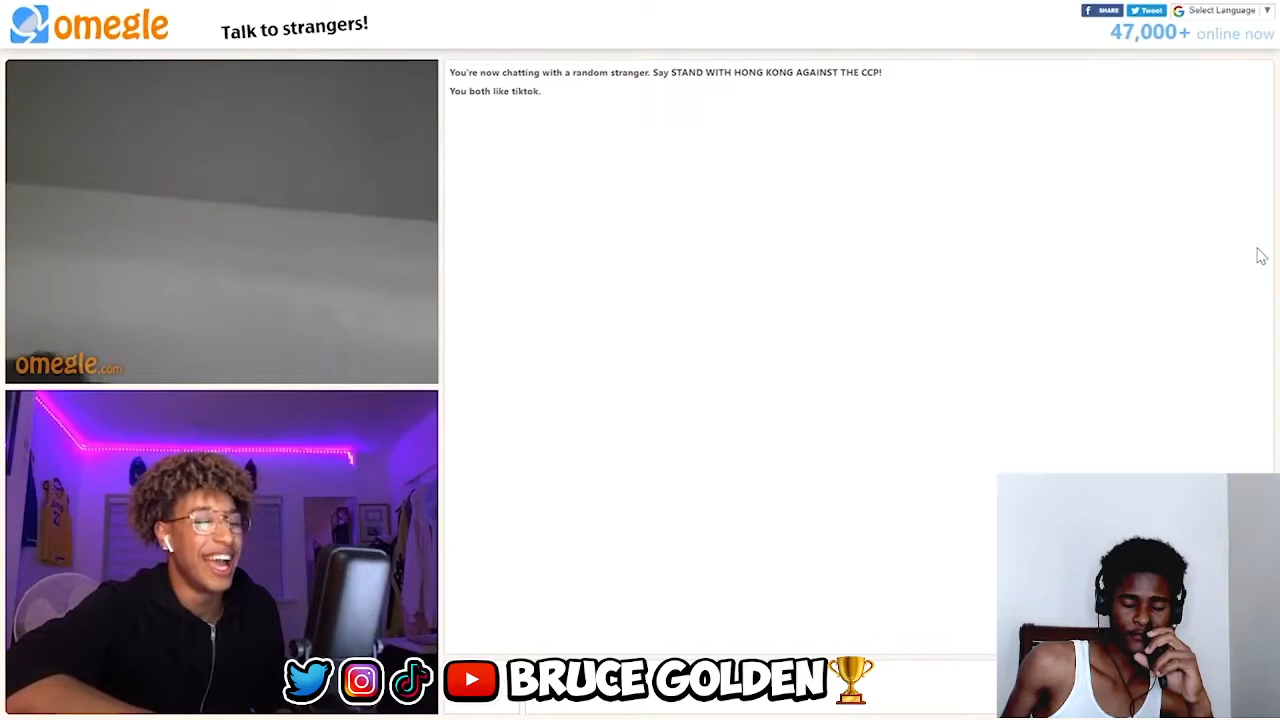 omegle
Talk to strangers!
SHARE
Tweet
Select Language
47,000+ online now
You're now chatting with a random stranger. Say STAND WITH HONG KONG AGAINST THE CCP!
You both like tiktok.
omegle.com
BRUCE GOLDEN